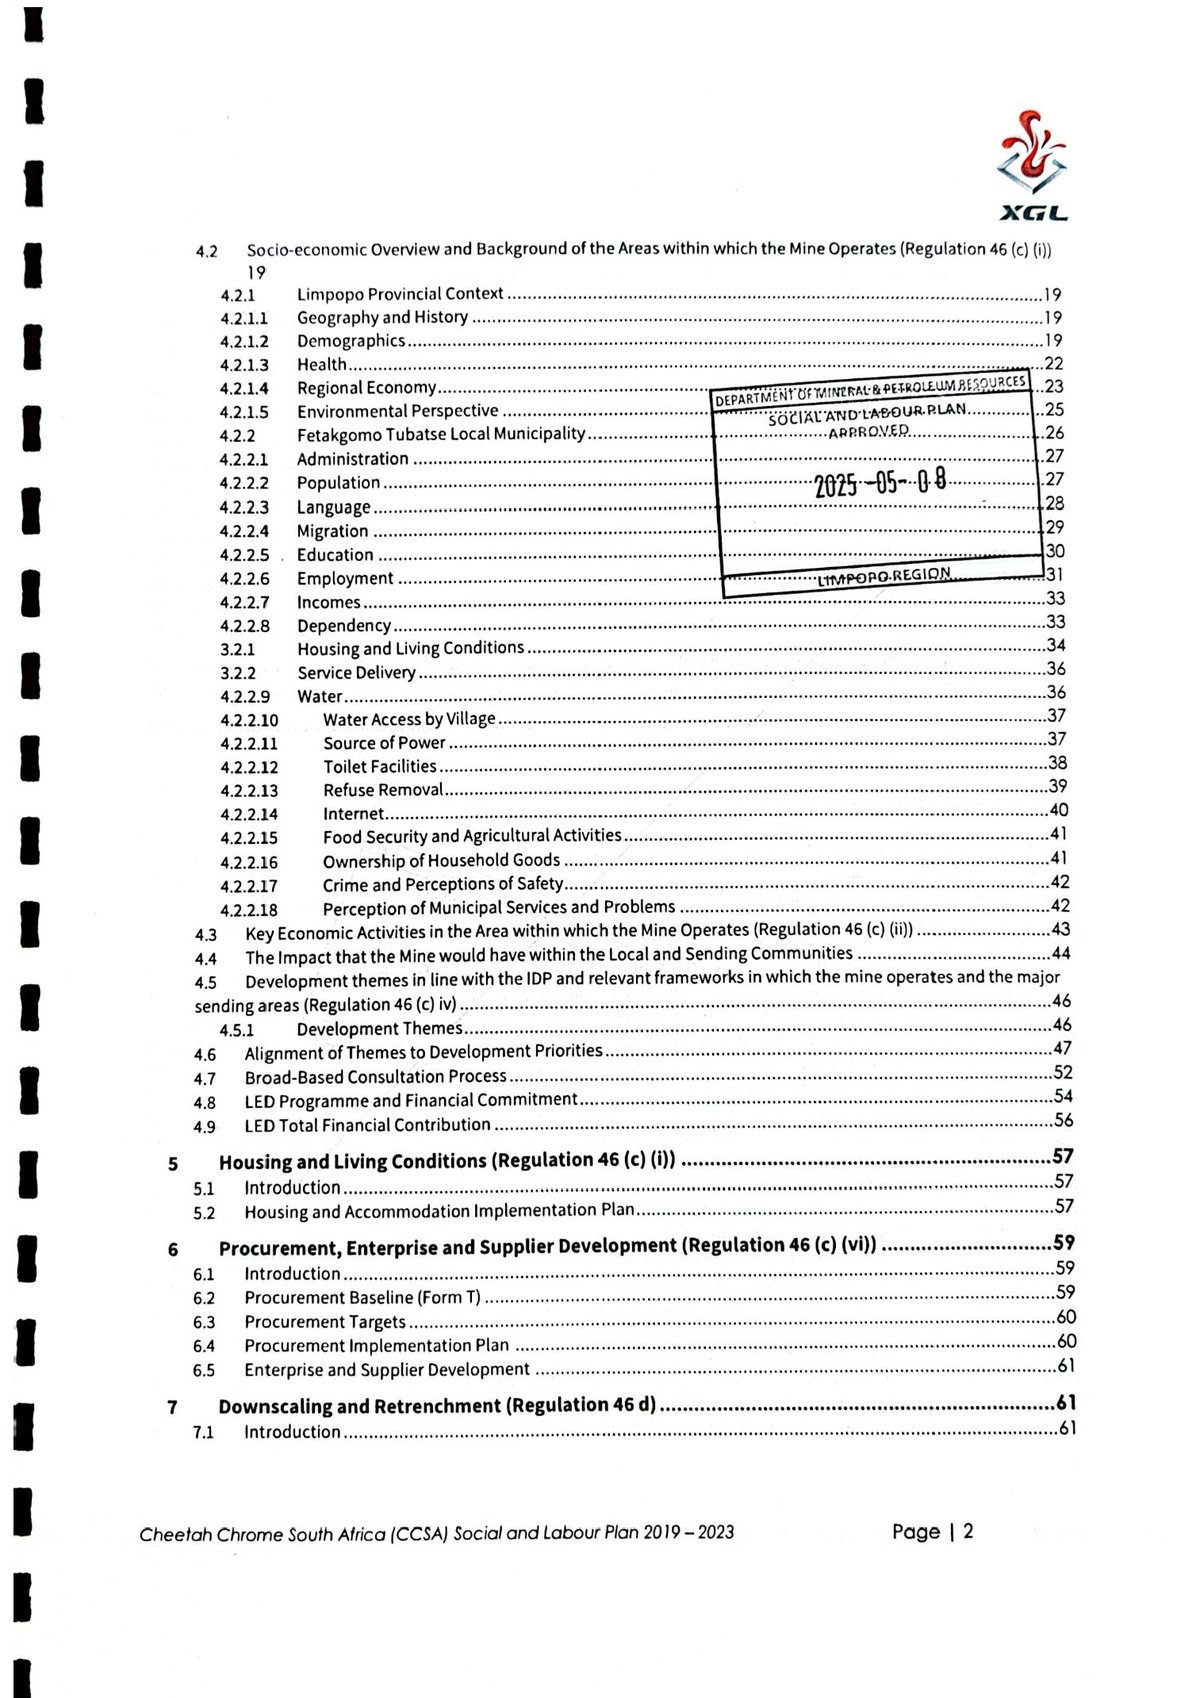 XGL
4.2 Socio-economic Overview and Background of the Areas within which the Mine Operates (Regulation 46 (c) (i))
19
4.2.1 Limpopo Provincial Context 19
4.2.1.1 Geography and History 19
4.2.1.2 Demographics 19
4.2.1.3 Health 22
4.2.1.4 Regional Economy 23
4.2.1.5 Environmental Perspective 25
4.2.2 Fetakgomo Tubatse Local Municipality 26
4.2.2.1 Administration 27
4.2.2.2 Population 27
4.2.2.3 Language 28
4.2.2.4 Migration 29
4.2.2.5 Education 30
4.2.2.6 Employment 31
4.2.2.7 Incomes 33
4.2.2.8 Dependency 33
3.2.1 Housing and Living Conditions 34
3.2.2 Service Delivery 36
4.2.2.9 Water 36
4.2.2.10 Water Access by Village 37
4.2.2.11 Source of Power 37
4.2.2.12 Toilet Facilities 38
4.2.2.13 Refuse Removal 39
4.2.2.14 Internet 40
4.2.2.15 Food Security and Agricultural Activities 41
4.2.2.16 Ownership of Household Goods 41
4.2.2.17 Crime and Perceptions of Safety 42
4.2.2.18 Perception of Municipal Services and Problems 42
4.3 Key Economic Activities in the Area within which the Mine Operates (Regulation 46 (c) (ii)) 43
4.4 The Impact that the Mine would have within the Local and Sending Communities 44
4.5 Development themes in line with the IDP and relevant frameworks in which the mine operates and the major
sending areas (Regulation 46 (c) iv) 46
4.5.1 Development Themes 46
4.6 Alignment of Themes to Development Priorities 47
4.7 Broad-Based Consultation Process 52
4.8 LED Programme and Financial Commitment 54
4.9 LED Total Financial Contribution 56
5 Housing and Living Conditions (Regulation 46 (c) (i)) 57
5.1 Introduction 57
5.2 Housing and Accommodation Implementation Plan 57
6 Procurement, Enterprise and Supplier Development (Regulation 46 (c) (vi)) 59
6.1 Introduction 59
6.2 Procurement Baseline (Form T) 59
6.3 Procurement Targets 60
6.4 Procurement Implementation Plan 60
6.5 Enterprise and Supplier Development 61
7 Downscaling and Retrenchment (Regulation 46 d) 61
7.1 Introduction 61
DEPARTMENT OF MINERAL & PETROLEUM RESOURCES
SOCIAL AND LABOUR PLAN
APPROVED
2025-05-08
LIMPOPO REGION
Cheetah Chrome South Africa (CCSA) Social and Labour Plan 2019 – 2023 Page | 2